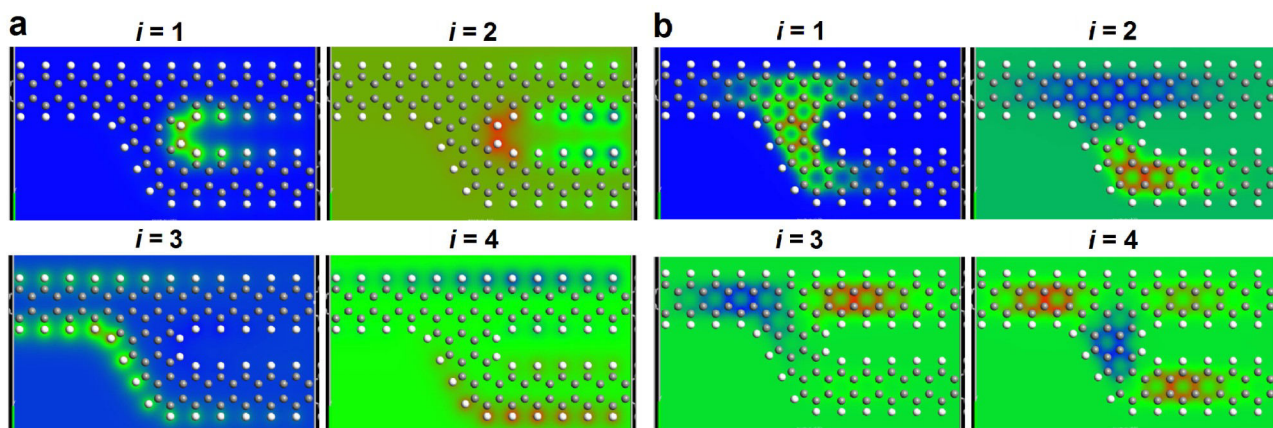 a
i = 1
i = 2
b
i = 1
i = 2
i = 3
i = 4
i = 3
i = 4